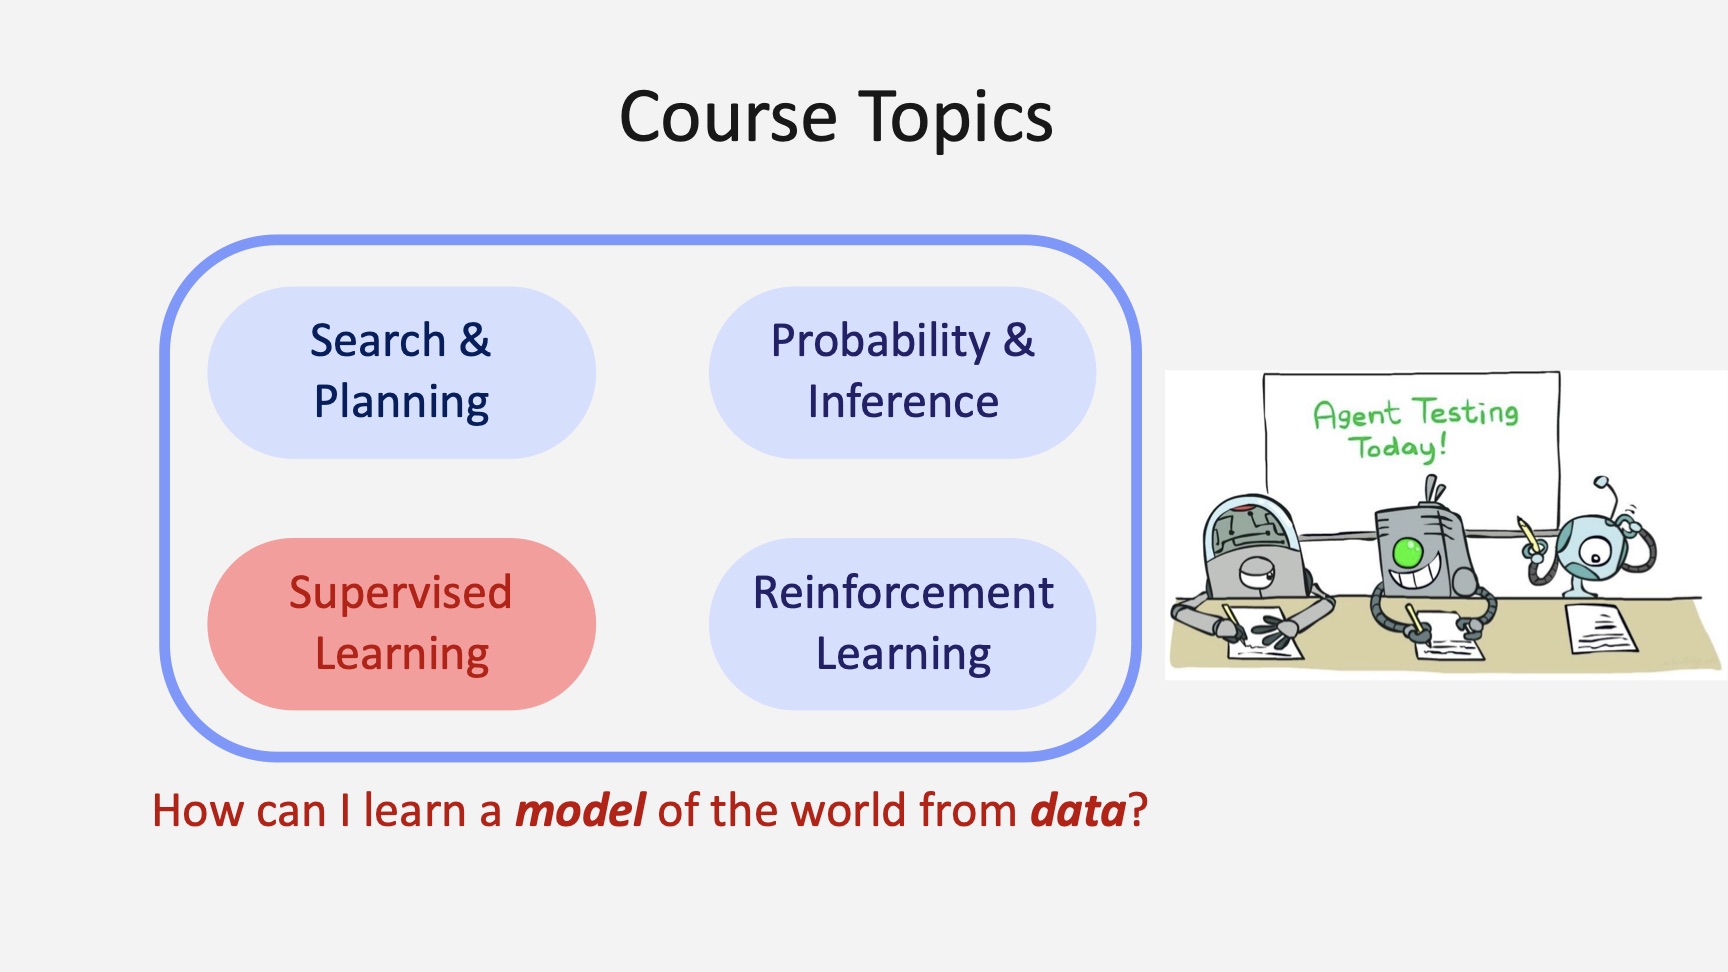 Course Topics
Search &
Planning
Probability &
Inference
Supervised
Learning
Reinforcement
Learning
Agent Testing
Today!
How can I learn a model of the world from data?